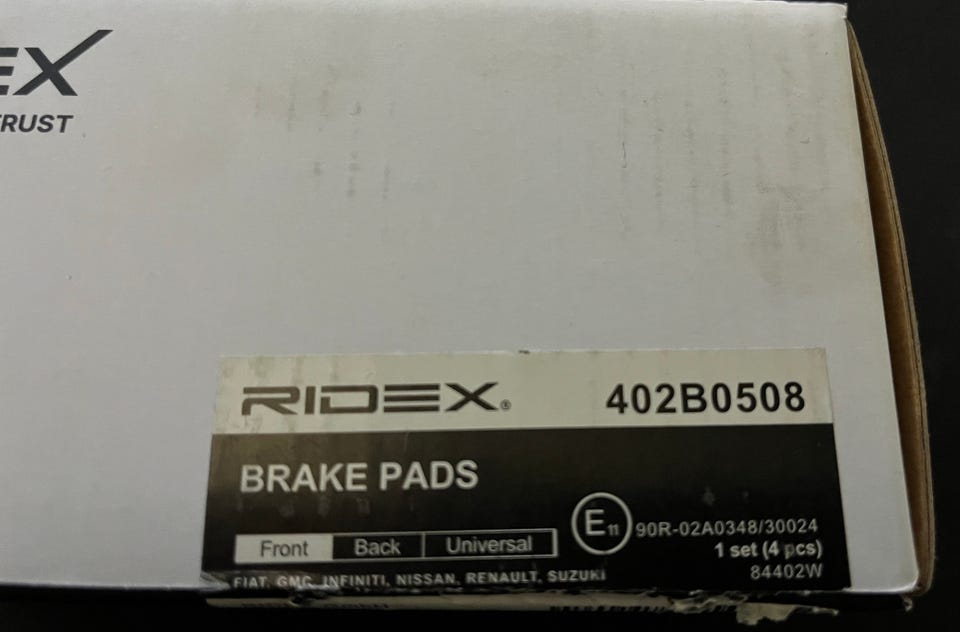 EX
TRUST
RIDEX® 402B0508
BRAKE PADS
E11 90R-02A0348/30024
Front Back Universal
1 set (4 pcs)
84402W
FIAT, GMC, INFINITI, NISSAN, RENAULT, SUZUKI